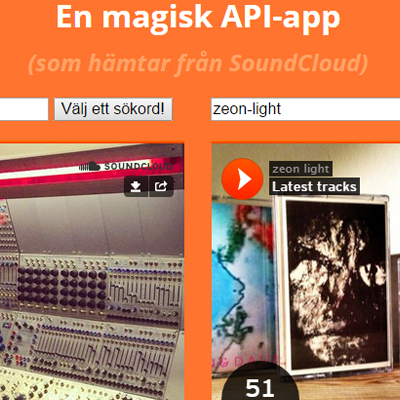 En magisk API-app
(som hämtar från SoundCloud)
Välj ett sökord!
zeon-light
SOUNDCLOUD
zeon light
Latest tracks
51